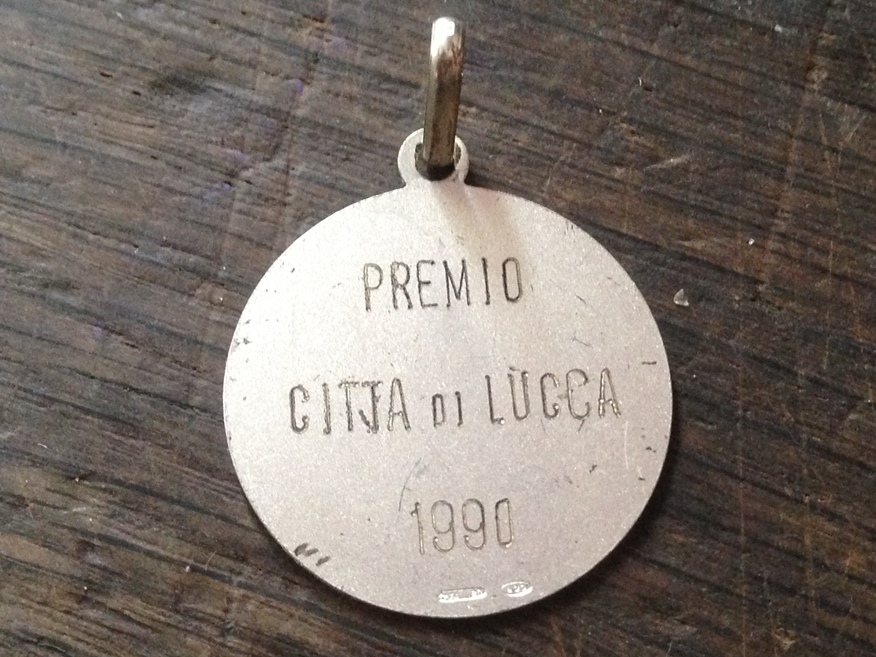 PREMIO
CITTA DI LUCCA
1990